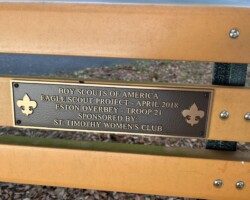 BOY SCOUTS OF AMERICA
EAGLE SCOUT PROJECT - APRIL 2018
ESTON OVERBEY - TROOP 21
SPONSORED BY:
ST. TIMOTHY WOMEN'S CLUB